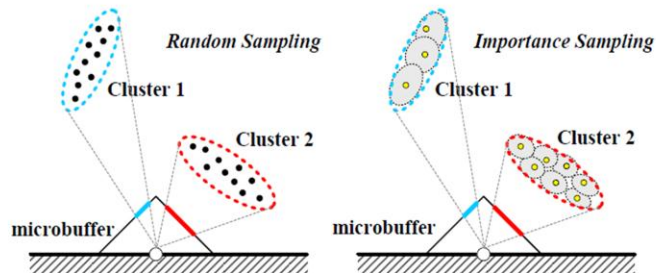 Random Sampling
Cluster 1
Cluster 2
microbuffer
Importance Sampling
Cluster 1
Cluster 2
microbuffer